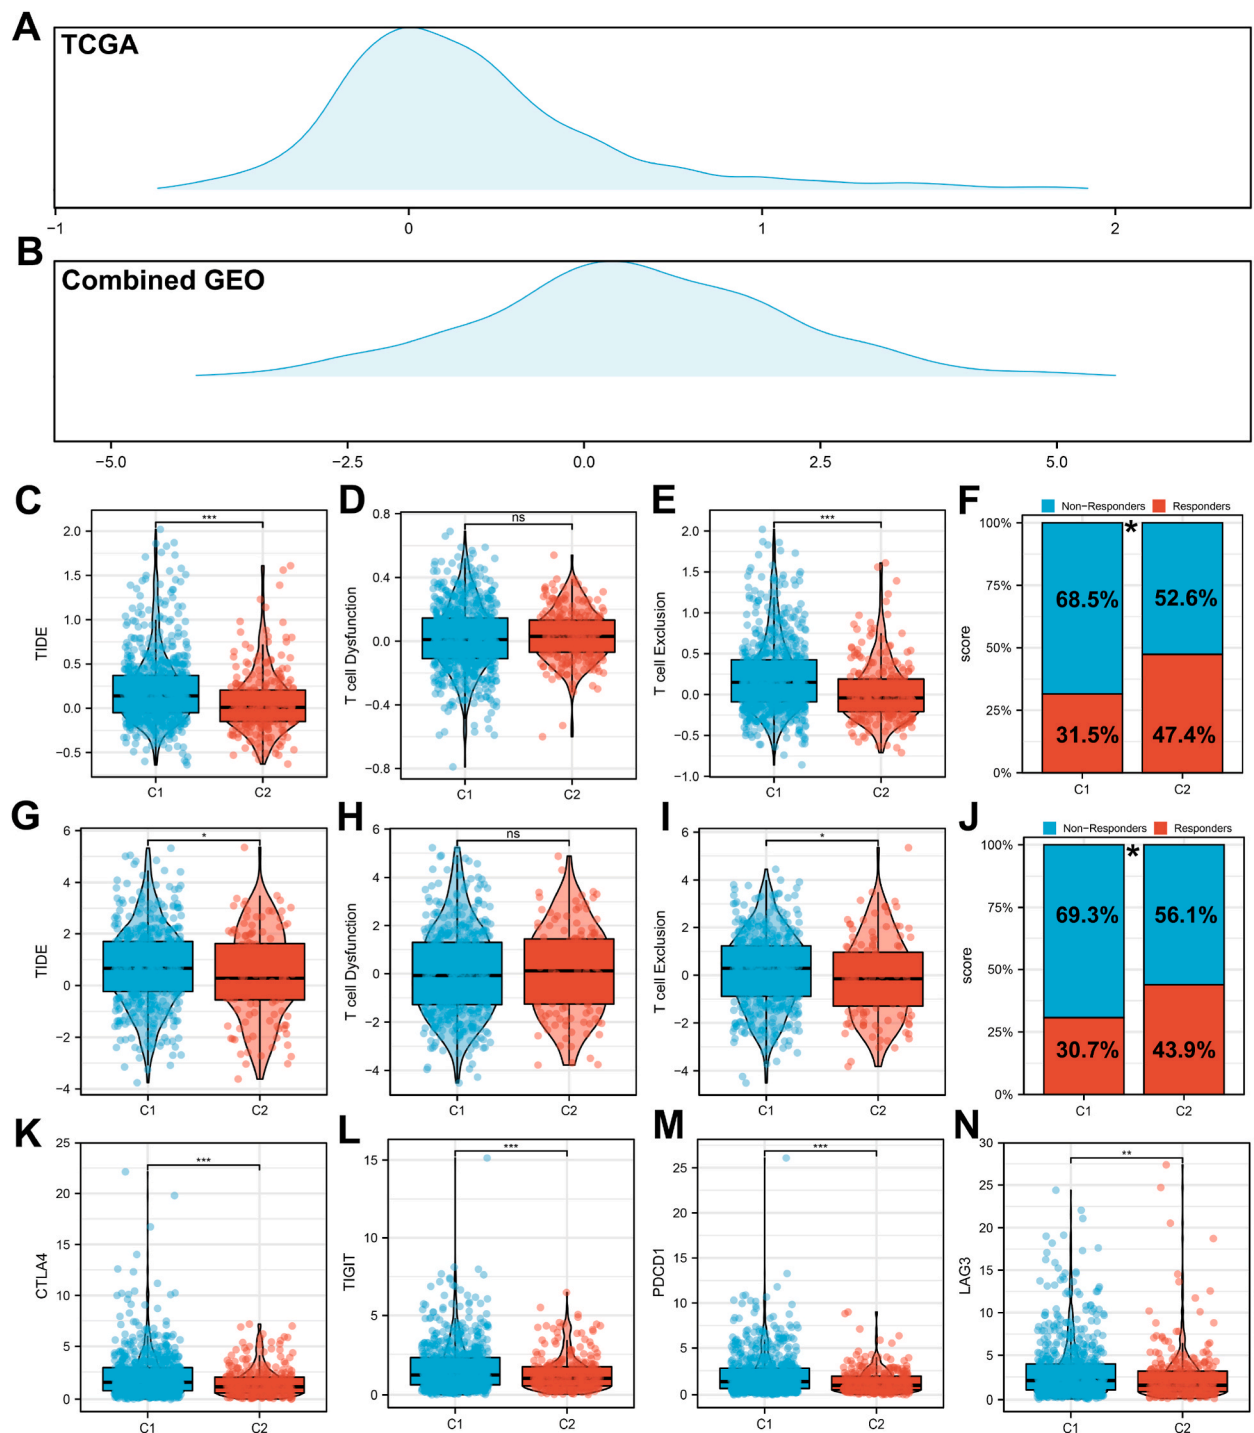 A
TCGA
−1
0
1
2
B
Combined GEO
−5.0
−2.5
0.0
2.5
5.0
C
TIDE
2.0
1.5
1.0
0.5
0.0
−0.5
***
C1
C2
D
T cell Dysfunction
0.8
0.4
0.0
−0.4
−0.8
ns
C1
C2
E
T cell Exclusion
2.0
1.5
1.0
0.5
0.0
−0.5
−1.0
***
C1
C2
F
Non−Responders
Responders
score
100%
75%
50%
25%
0%
*
68.5%
52.6%
31.5%
47.4%
C1
C2
G
TIDE
6
4
2
0
−2
−4
*
C1
C2
H
T cell Dysfunction
6
4
2
0
−2
−4
ns
C1
C2
I
T cell Exclusion
6
4
2
0
−2
−4
*
C1
C2
J
Non−Responders
Responders
score
100%
75%
50%
25%
0%
*
69.3%
56.1%
30.7%
43.9%
C1
C2
K
CTLA4
25
20
15
10
5
0
***
C1
C2
L
TIGIT
15
10
5
0
***
C1
C2
M
PDCD1
25
20
15
10
5
0
***
C1
C2
N
LAG3
30
25
20
15
10
5
0
**
C1
C2